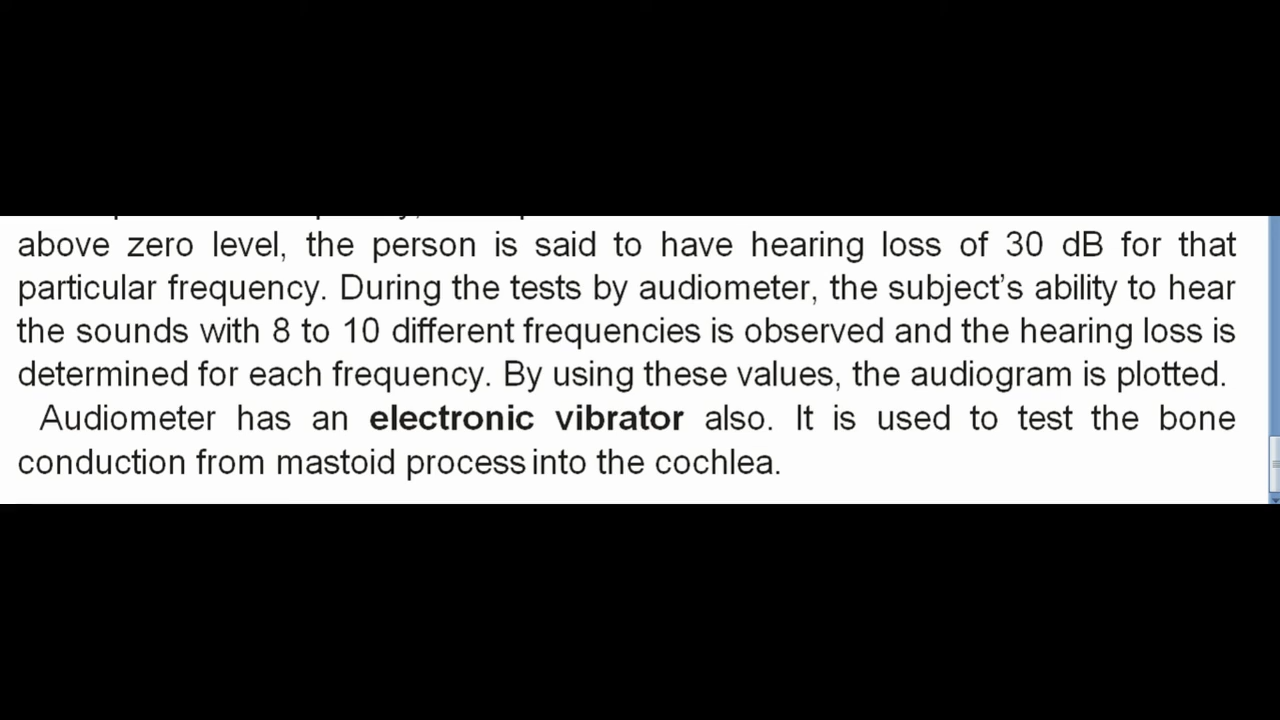 above zero level, the person is said to have hearing loss of 30 dB for that
particular frequency. During the tests by audiometer, the subject’s ability to hear
the sounds with 8 to 10 different frequencies is observed and the hearing loss is
determined for each frequency. By using these values, the audiogram is plotted.
Audiometer has an electronic vibrator also. It is used to test the bone
conduction from mastoid process into the cochlea.